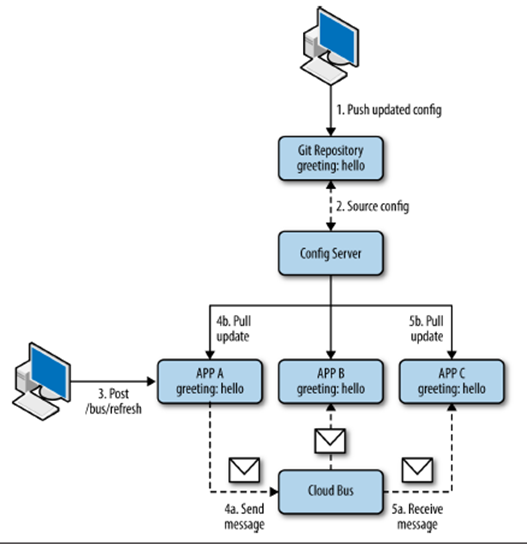 1. Push updated config
Git Repository
greeting: hello
2. Source config
Config Server
4b. Pull
update
5b. Pull
update
APP A
greeting: hello
APP B
greeting: hello
APP C
greeting: hello
3. Post
/bus/refresh
Cloud Bus
4a. Send
message
5a. Receive
message